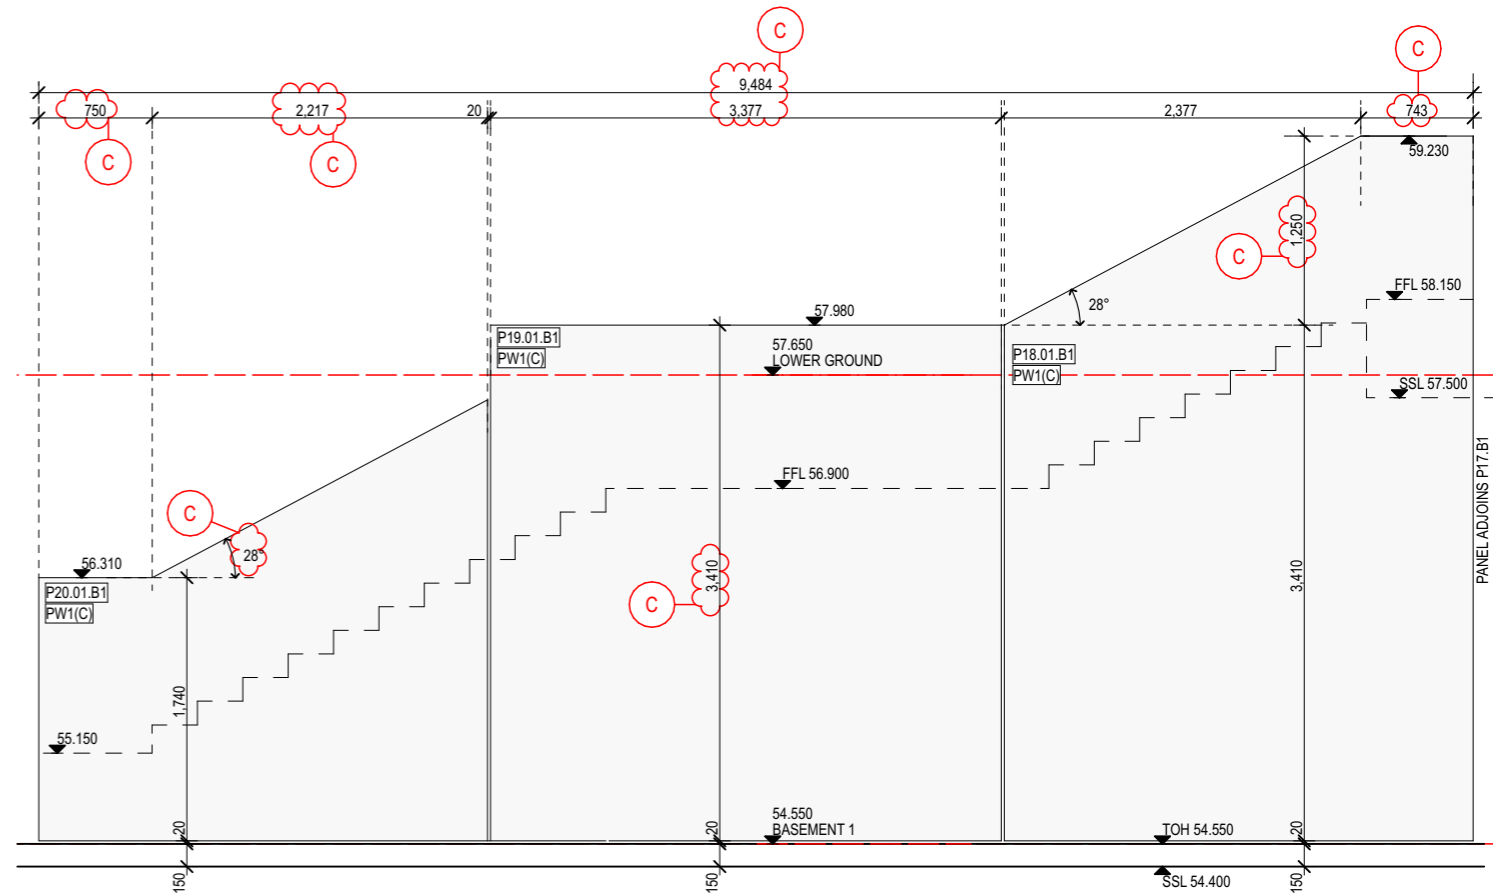 C
C
9,484
750
2,217
20
3,377
2,377
743
C
C
59.230
1,250
C
FFL 58.150
28°
57.980
P19.01.B1
PW1(C)
57.650
LOWER GROUND
P18.01.B1
PW1(C)
SSL 57.500
PANEL ADJOINS P17.B1
FFL 56.900
C
28°
56.310
P20.01.B1
PW1(C)
3,410
C
3,410
1,740
55.150
54.550
BASEMENT 1
TOH 54.550
20
20
20
150
150
150
SSL 54.400